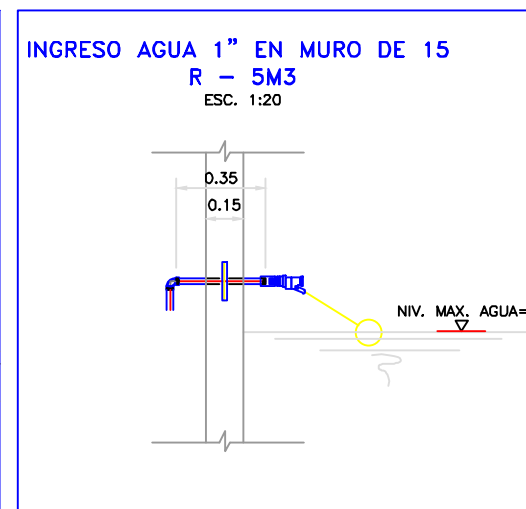 INGRESO AGUA 1" EN MURO DE 15
R - 5M3
ESC. 1:20
0.35
0.15
NIV. MAX. AGUA=